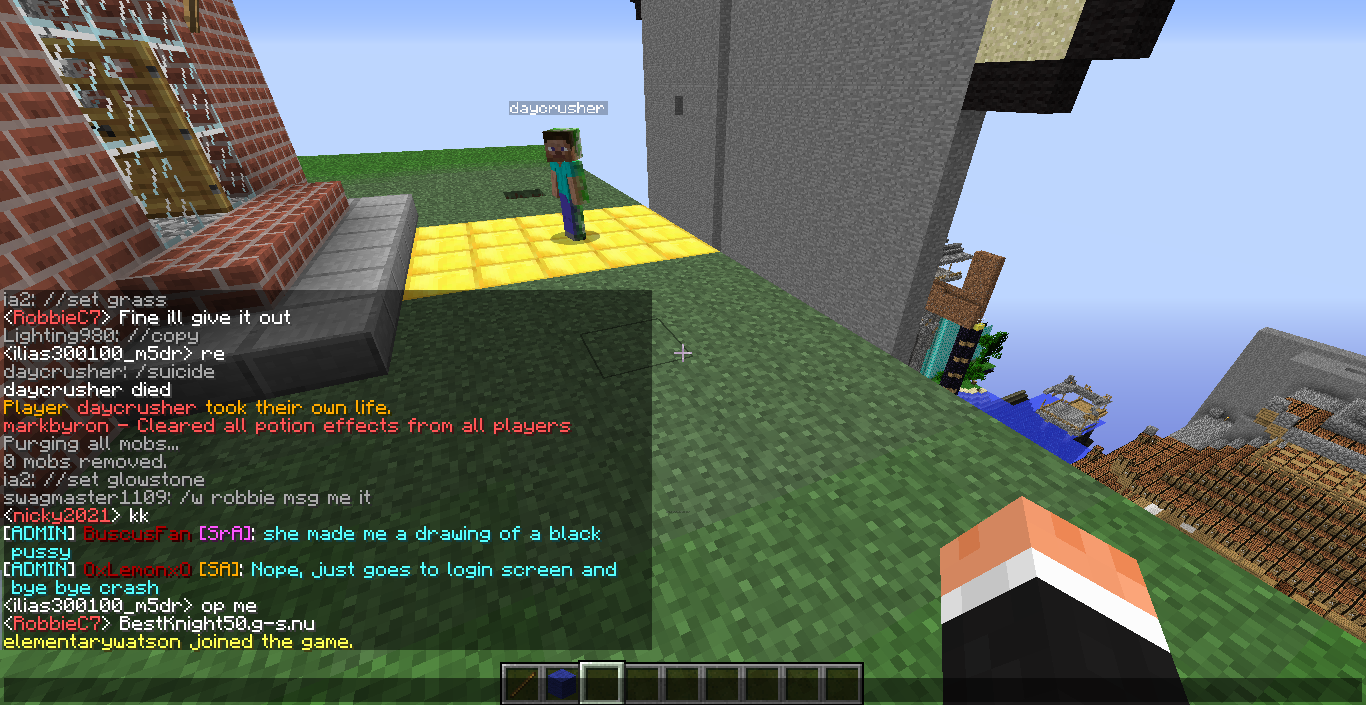 daycrusher
ia2: //set grass
<RobbieC7> Fine ill give it out
Lighting980: //copy
<ilias300100_m5dr> re
daycrusher: /suicide
daycrusher died
Player daycrusher took their own life.
markbyron - Cleared all potion effects from all players
Purging all mobs...
0 mobs removed.
ia2: //set glowstone
swagmaster1109: /w robbie msg me it
<nicky2021> kk
[ADMIN] BuscusFan [SrA]: she made me a drawing of a black
pussy
[ADMIN] 0xLemonx0 [SA]: Nope, just goes to login screen and
bye bye crash
<ilias300100_m5dr> op me
<RobbieC7> BestKnight50.g-s.nu
elementarywatson joined the game.